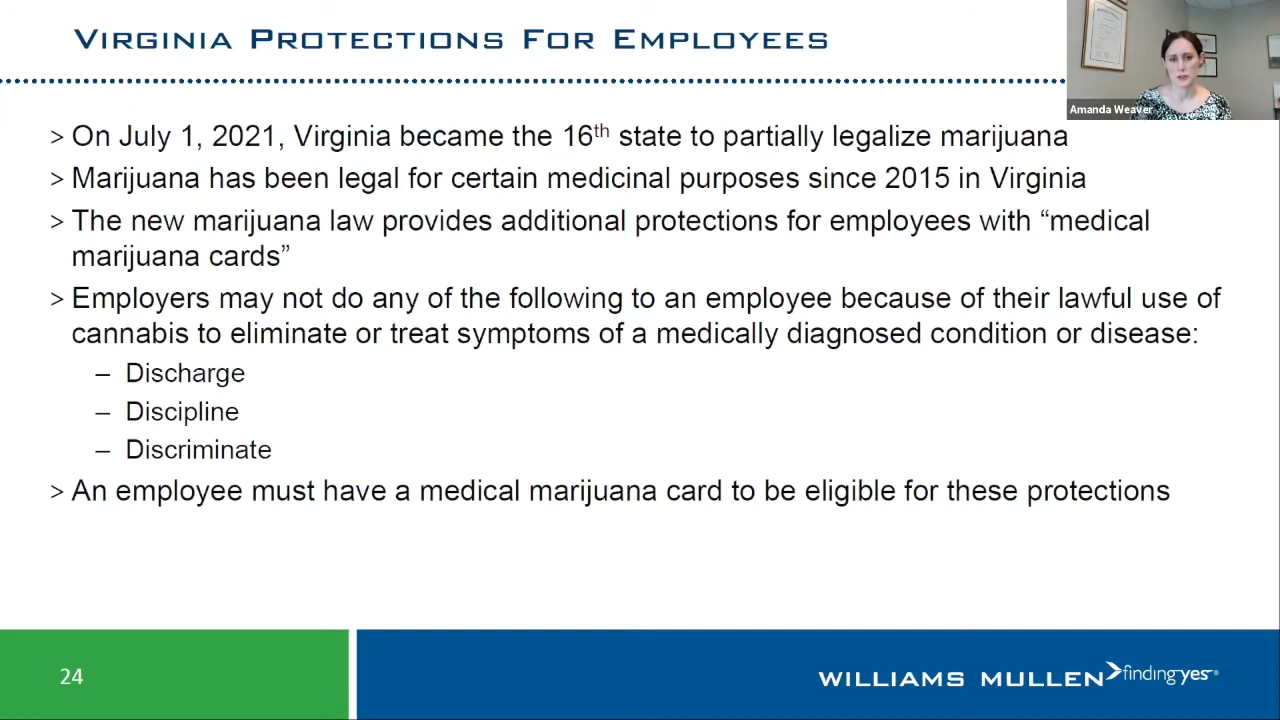 VIRGINIA PROTECTIONS FOR EMPLOYEES
Amanda Weaver
> On July 1, 2021, Virginia became the 16th state to partially legalize marijuana
> Marijuana has been legal for certain medicinal purposes since 2015 in Virginia
> The new marijuana law provides additional protections for employees with “medical
marijuana cards”
> Employers may not do any of the following to an employee because of their lawful use of
cannabis to eliminate or treat symptoms of a medically diagnosed condition or disease:
– Discharge
– Discipline
– Discriminate
> An employee must have a medical marijuana card to be eligible for these protections
24
WILLIAMS MULLEN finding yes®